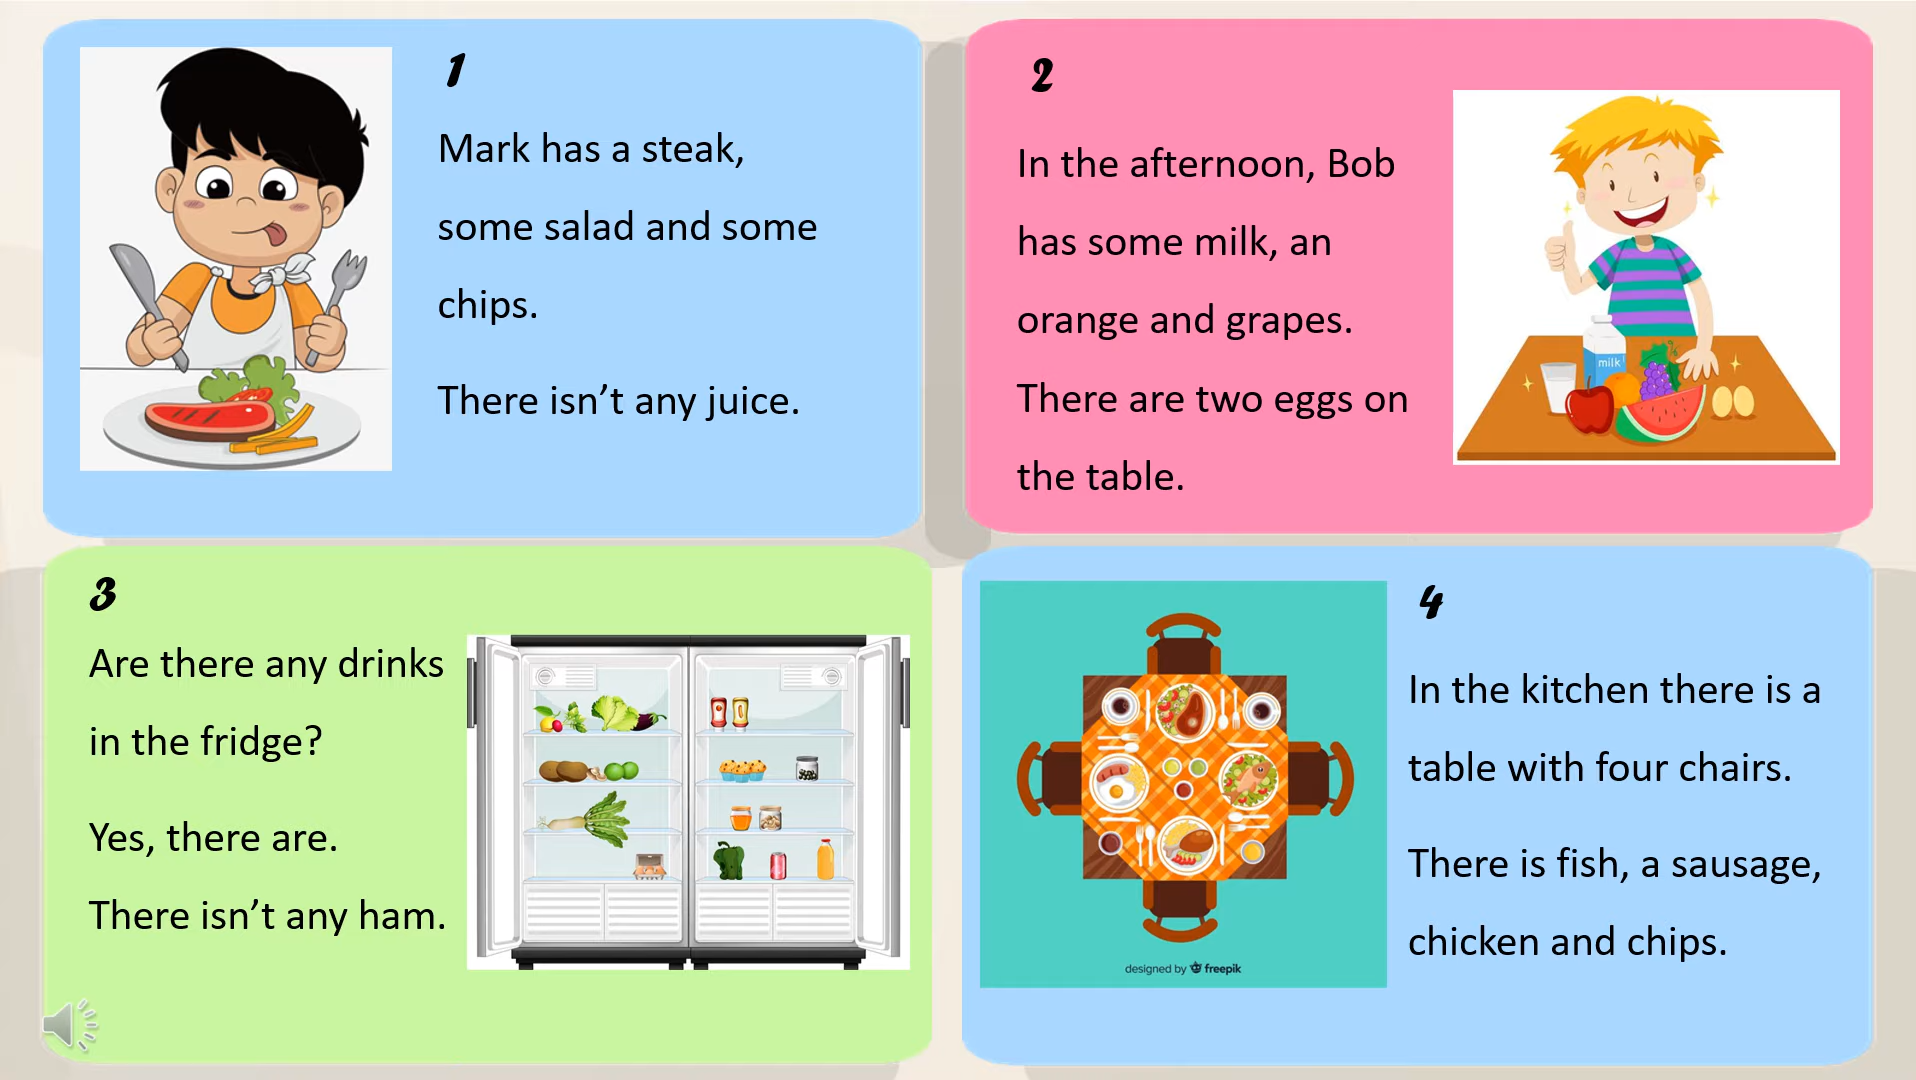 1
Mark has a steak,
some salad and some
chips.
There isn’t any juice.
2
In the afternoon, Bob
has some milk, an
orange and grapes.
There are two eggs on
the table.
milk
3
Are there any drinks
in the fridge?
Yes, there are.
There isn’t any ham.
4
In the kitchen there is a
table with four chairs.
There is fish, a sausage,
chicken and chips.
designed by freepik